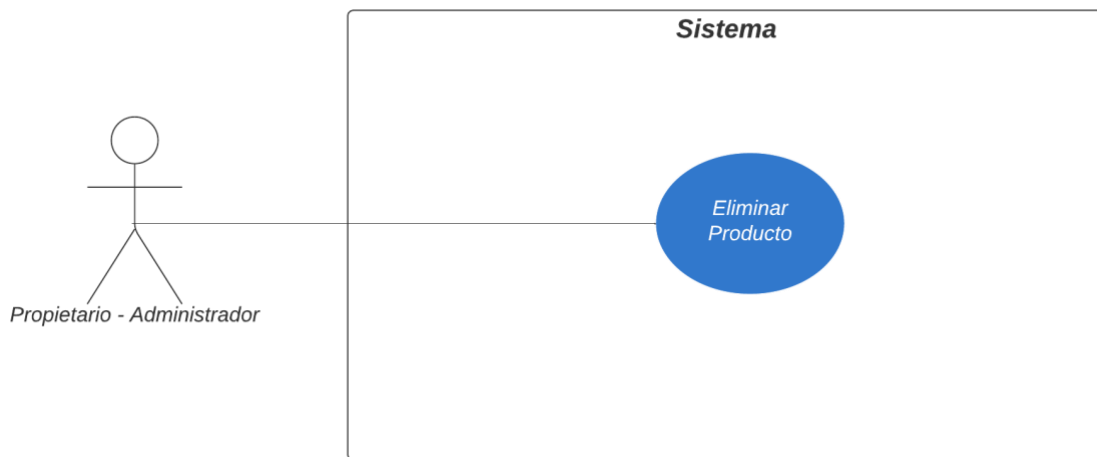 Sistema
Eliminar
Producto
Propietario - Administrador